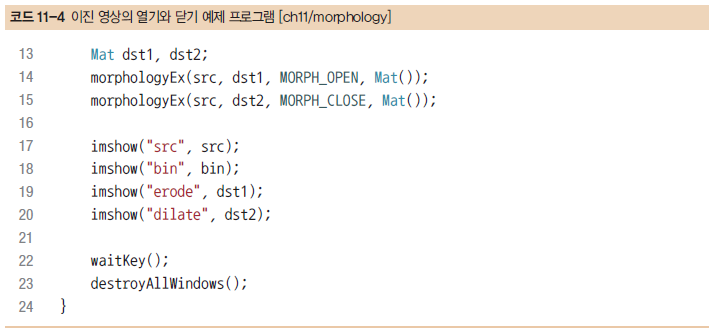 코드 11-4 이진 영상의 열기와 닫기 예제 프로그램 [ch11/morphology]
13 Mat dst1, dst2;
14 morphologyEx(src, dst1, MORPH_OPEN, Mat());
15 morphologyEx(src, dst2, MORPH_CLOSE, Mat());
16
17 imshow("src", src);
18 imshow("bin", bin);
19 imshow("erode", dst1);
20 imshow("dilate", dst2);
21
22 waitKey();
23 destroyAllWindows();
24 }